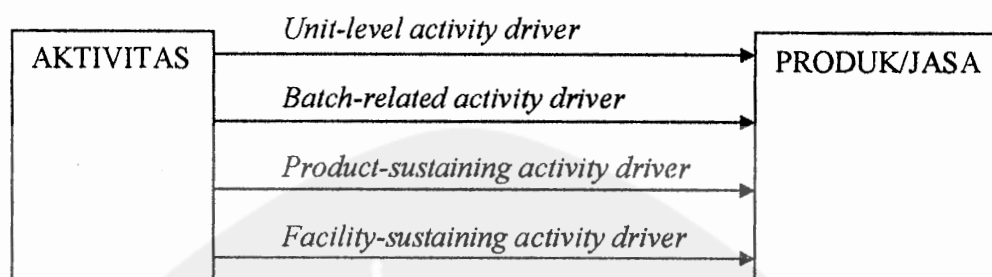 Unit-level activity driver
AKTIVITAS
PRODUK/JASA
Batch-related activity driver
Product-sustaining activity driver
Facility-sustaining activity driver